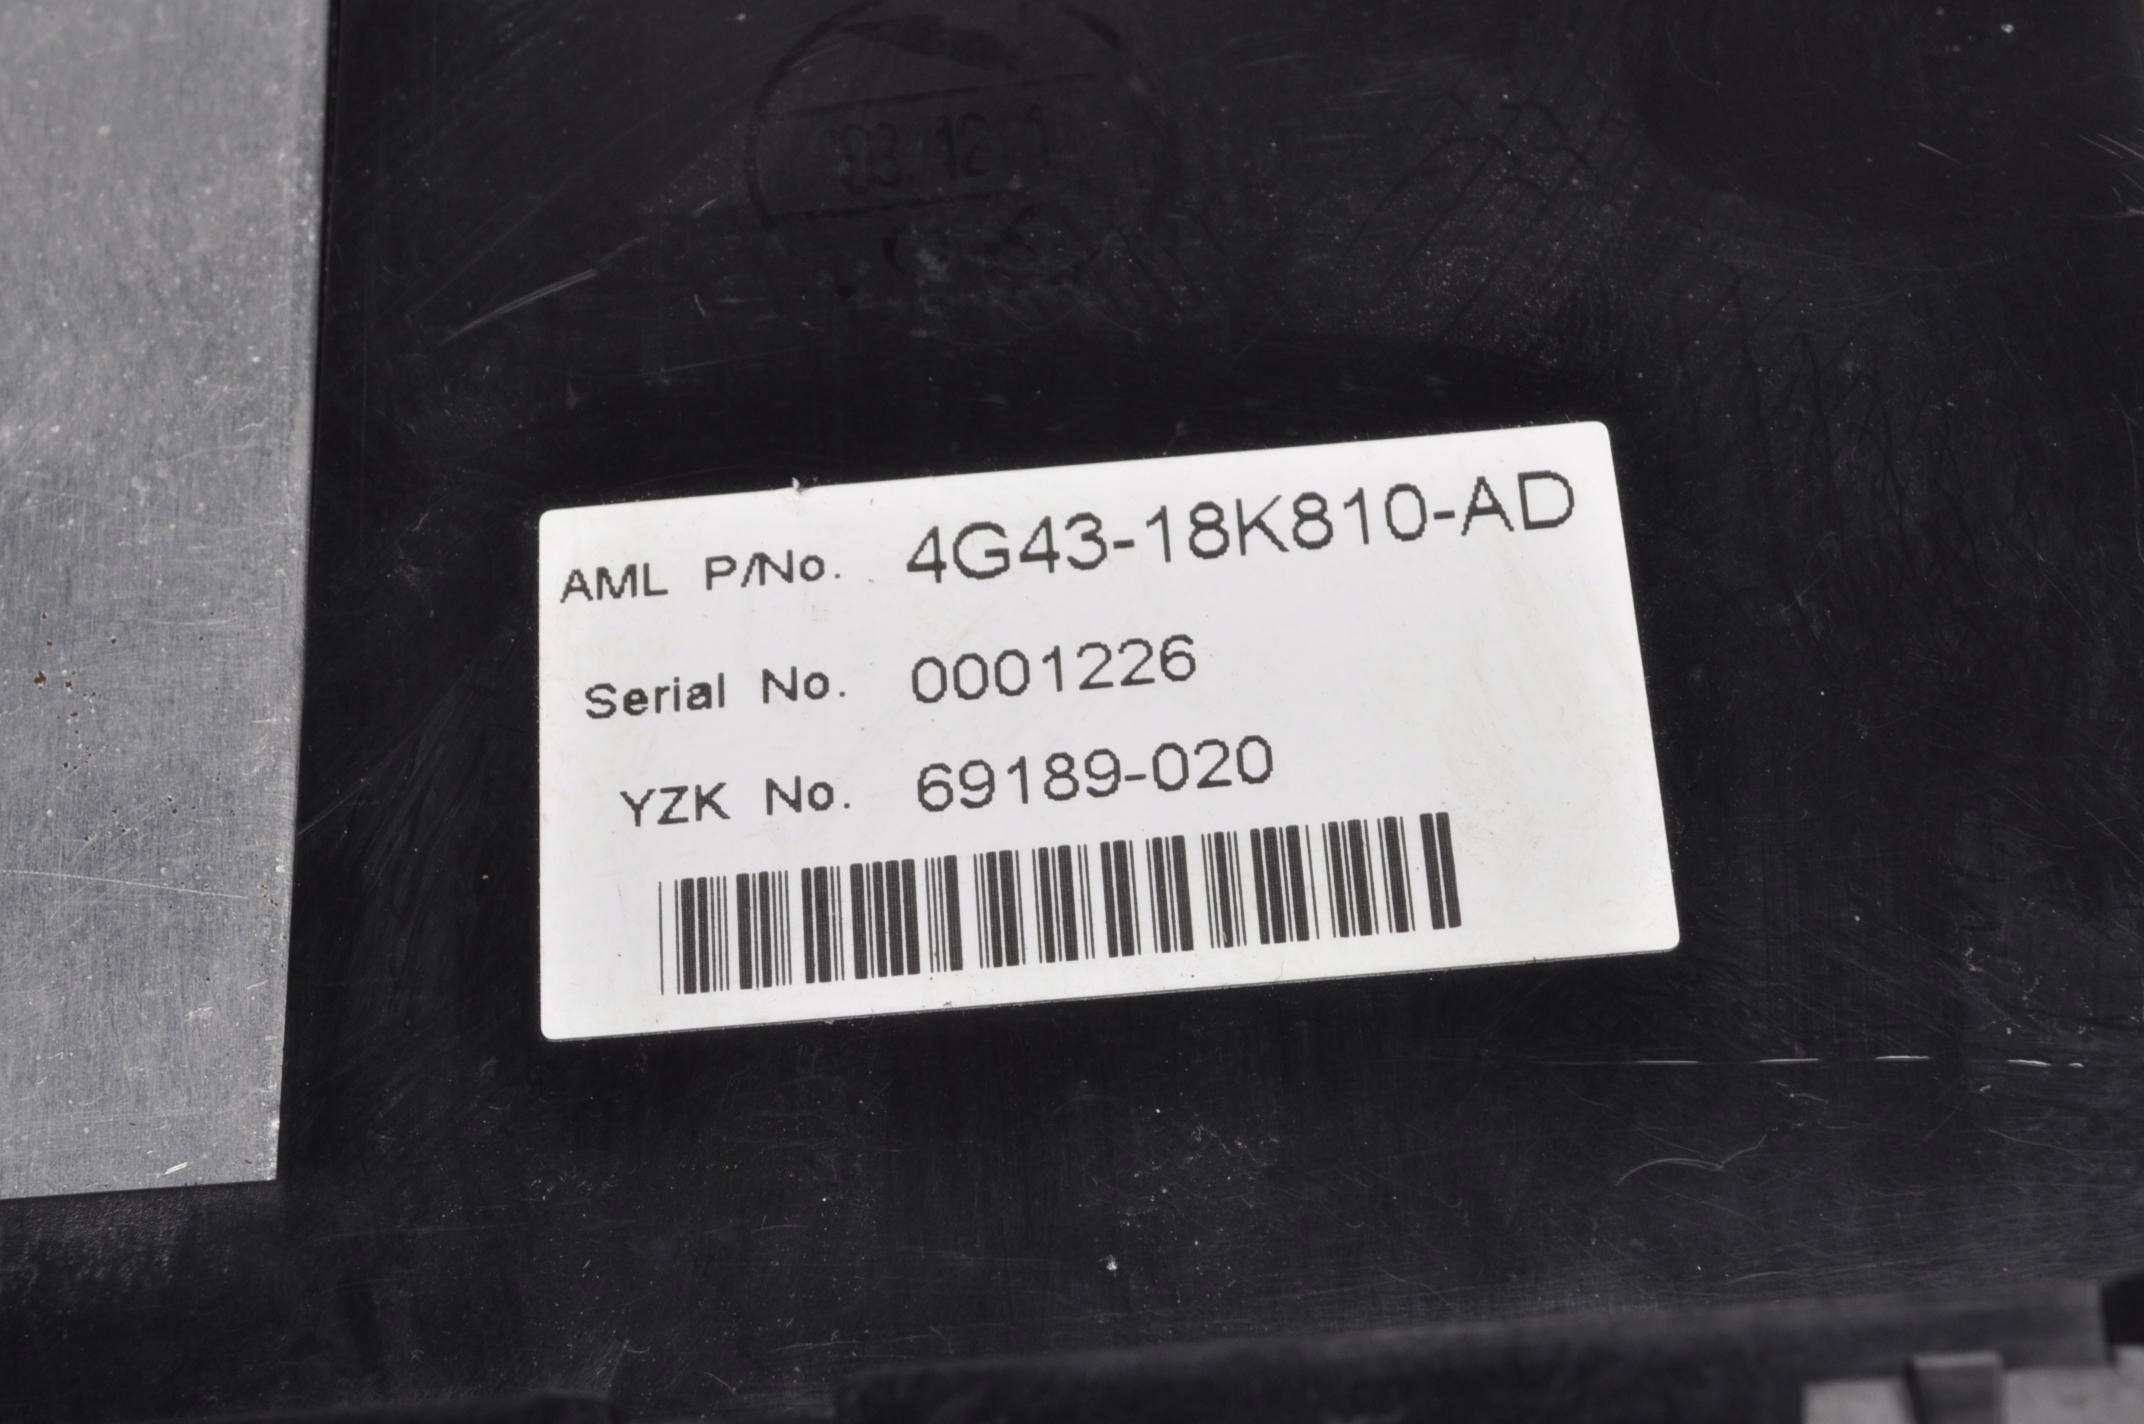 AML P/No. 4G43-18K810-AD
Serial No. 0001226
YZK No. 69189-020